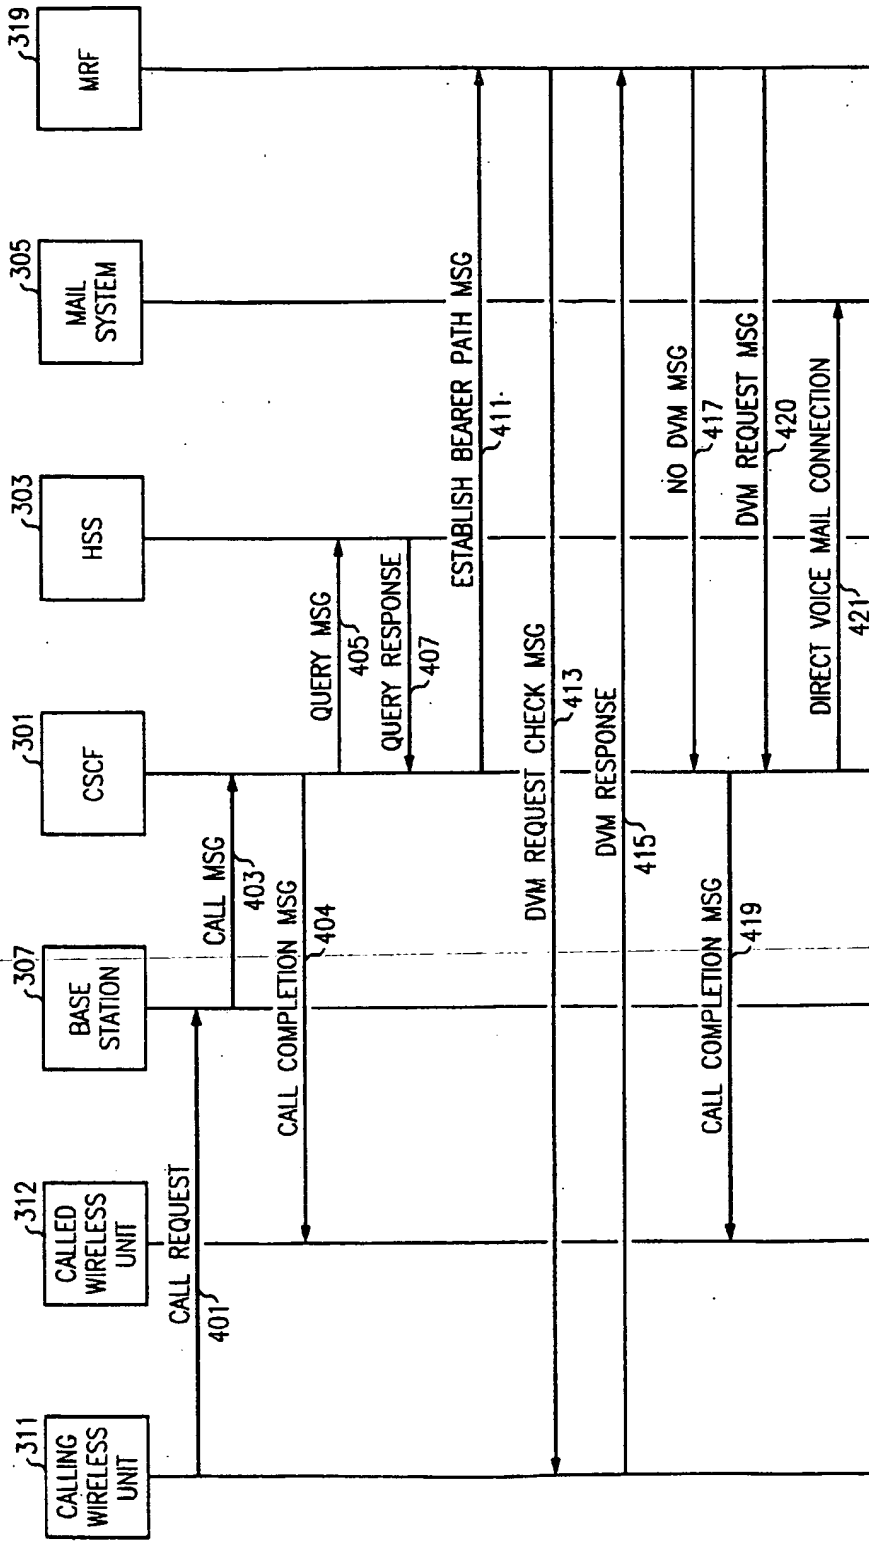 311
CALLING
WIRELESS
UNIT
312
CALLED
WIRELESS
UNIT
307
BASE
STATION
301
CSCF
303
HSS
305
MAIL
SYSTEM
319
MRF
CALL REQUEST
401
CALL MSG
403
CALL COMPLETION MSG
404
QUERY MSG
405
QUERY RESPONSE
407
ESTABLISH BEARER PATH MSG
411
DVM REQUEST CHECK MSG
413
DVM RESPONSE
415
NO DVM MSG
417
CALL COMPLETION MSG
419
DVM REQUEST MSG
420
DIRECT VOICE MAIL CONNECTION
421